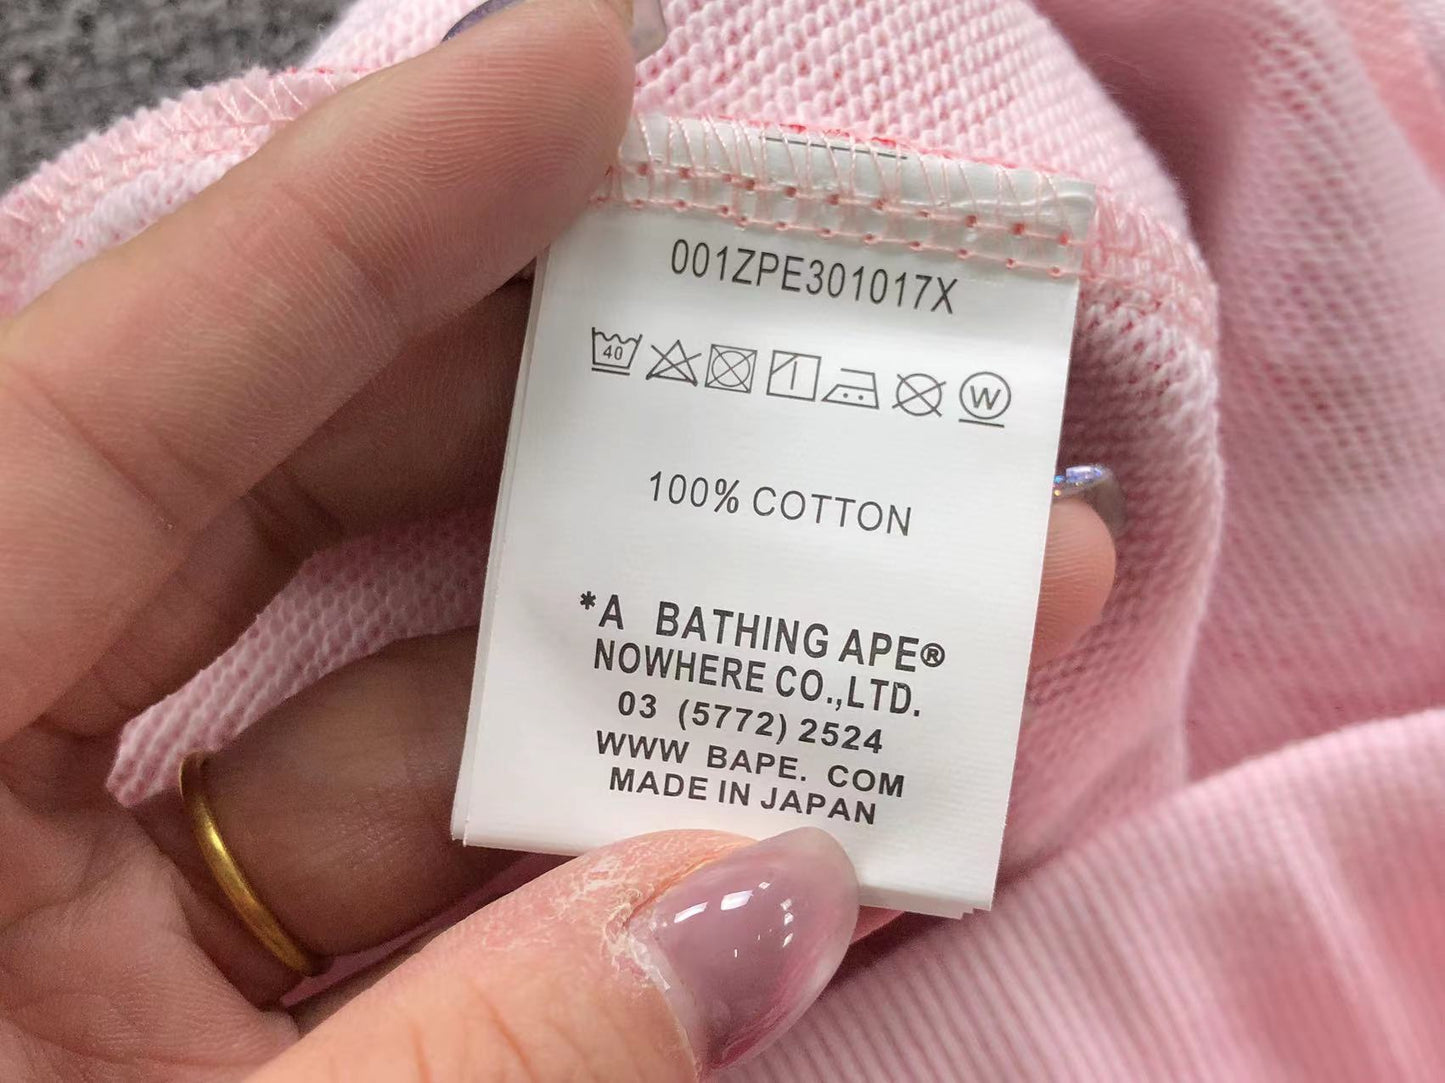 001ZPE301017X
40 W
100% COTTON
*A BATHING APE®
NOWHERE CO.,LTD.
03 (5772) 2524
WWW BAPE. COM
MADE IN JAPAN